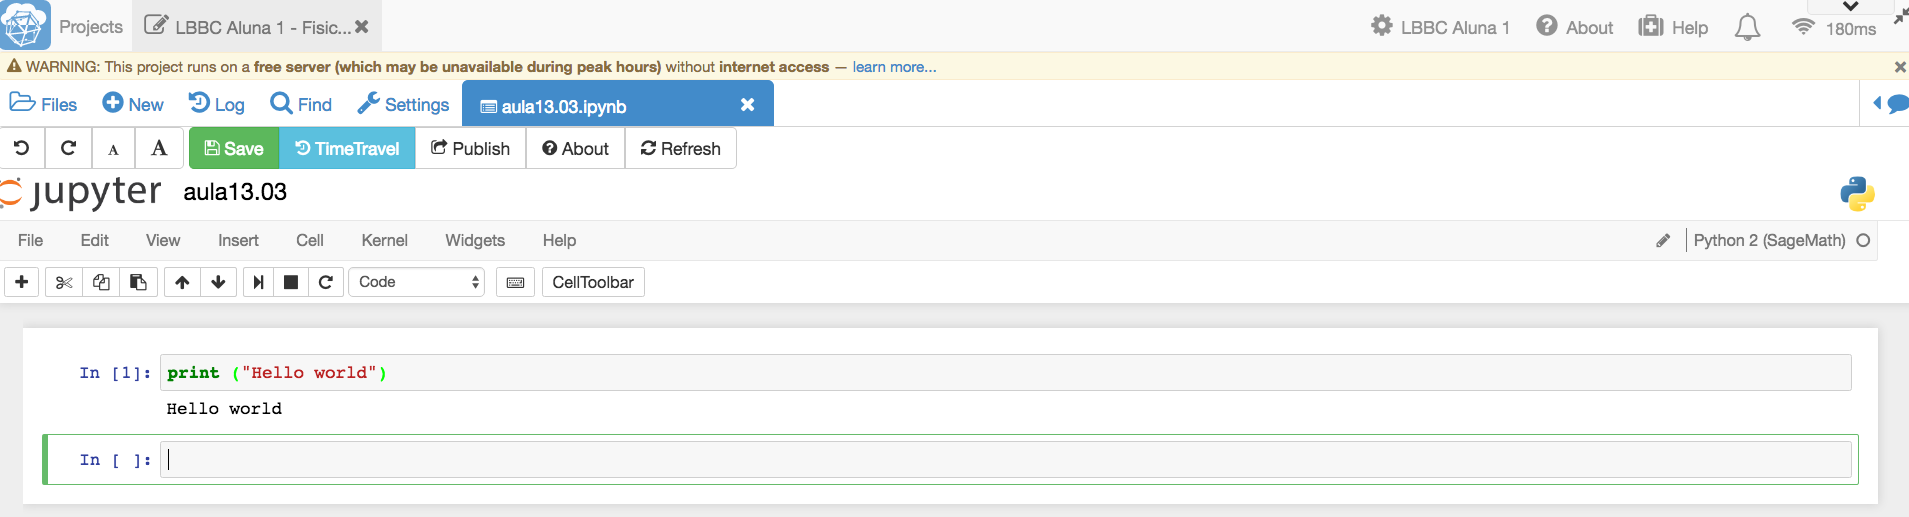 Projects LBBC Aluna 1 - Fisic... LBBC Aluna 1 About Help 180ms
WARNING: This project runs on a free server (which may be unavailable during peak hours) without internet access — learn more...
Files New Log Find Settings aula13.03.ipynb
A A Save TimeTravel Publish About Refresh
jupyter aula13.03
File Edit View Insert Cell Kernel Widgets Help Python 2 (SageMath)
Code CellToolbar
In [1]: print ("Hello world")
Hello world
In [ ]: